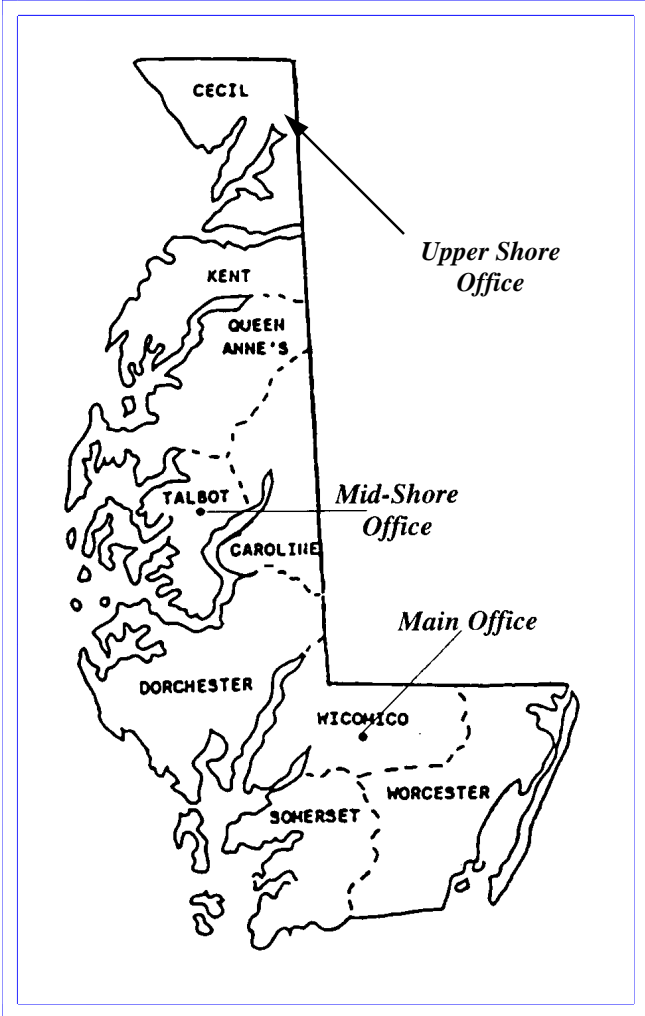 CECIL
Upper Shore
Office
KENT
QUEEN
ANNE'S
Mid-Shore
Office
TALBOT
CAROLINE
Main Office
DORCHESTER
WICOMICO
WORCESTER
SOMERSET